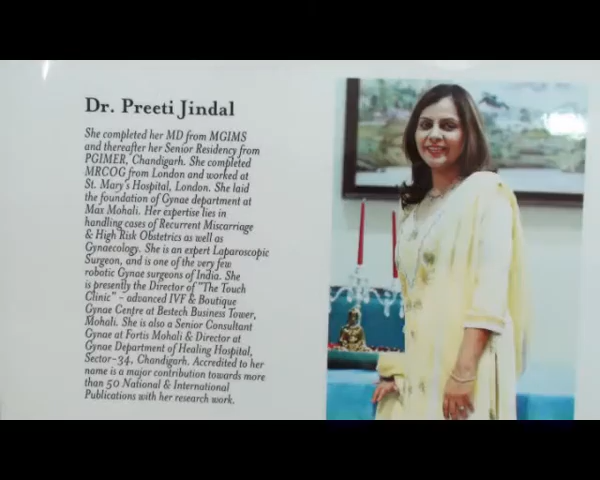 Dr. Preeti Jindal
She completed her MD from MGIMS
and thereafter her Senior Residency from
PGIMER, Chandigarh. She completed
MRCOG from London and worked at
St. Mary's Hospital, London. She laid
the foundation of Gynae department at
Max Mohali. Her expertise lies in
handling cases of Recurrent Miscarriage
& High Risk Obstetrics as well as
Gynaecology. She is an expert Laparoscopic
Surgeon, and is one of the very few
robotic Gynae surgeons of India. She
is presently the Director of "The Touch
Clinic" - advanced IVF & Boutique
Gynae Centre at Bestech Business Tower,
Mohali. She is also a Senior Consultant
Gynae at Fortis Mohali & Director at
Gynae Department of Healing Hospital,
Sector-34, Chandigarh. Accredited to her
name is a major contribution towards more
than 50 National & International
Publications with her research work.